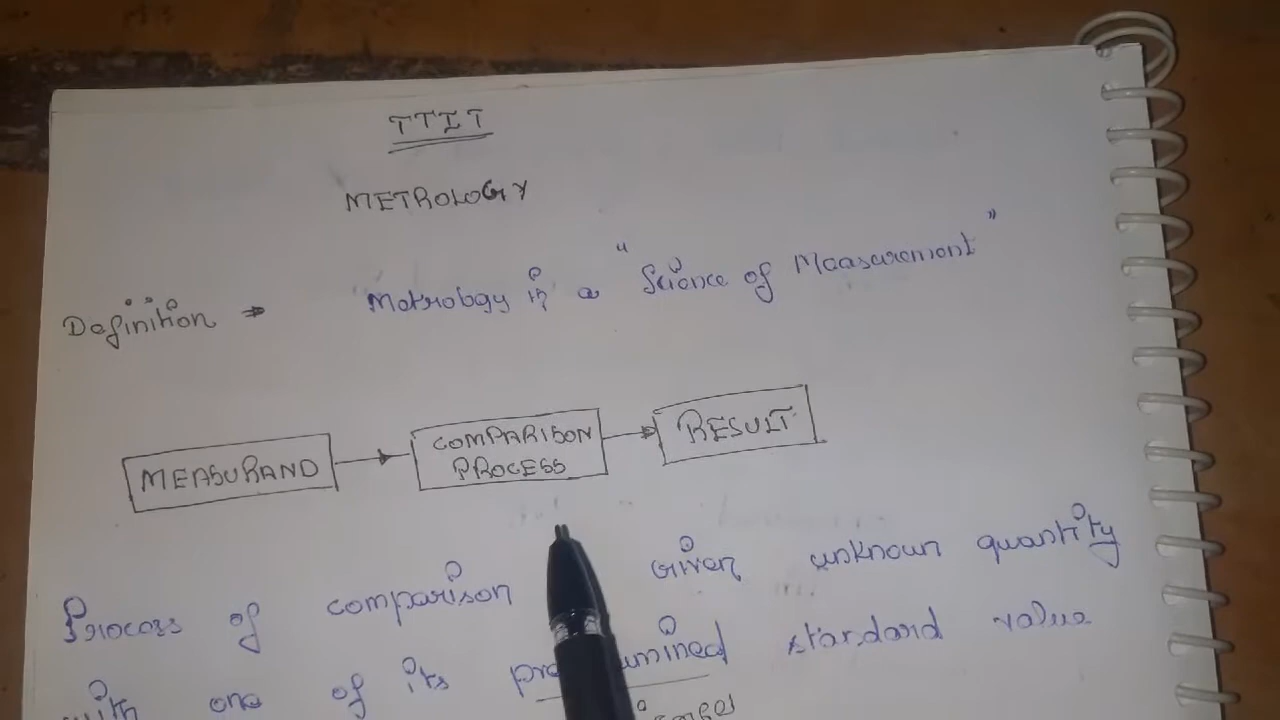 TTIT
METROLOGY
Definition → Metrology is a "Science of Measurement"
MEASURAND → COMPARISON PROCESS → RESULT
Process of comparison given unknown quantity
with one of its standard value